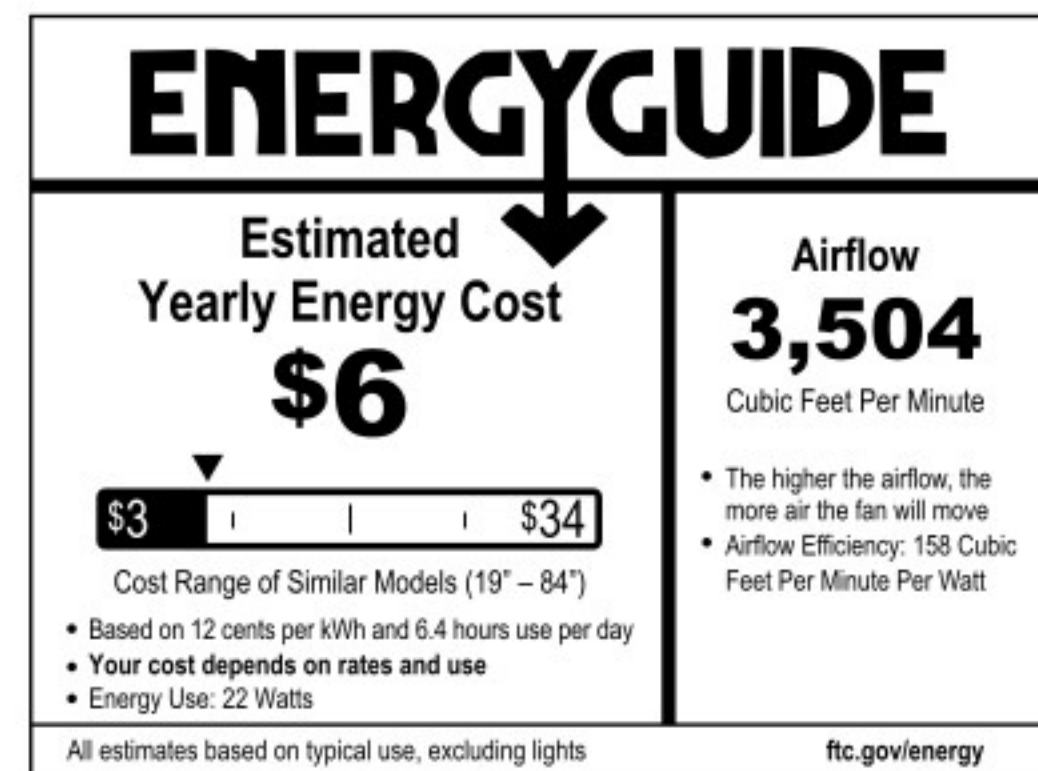 ENERGYGUIDE
Estimated
Yearly Energy Cost
$6
$3 $34
Cost Range of Similar Models (19” – 84”)
• Based on 12 cents per kWh and 6.4 hours use per day
• Your cost depends on rates and use
• Energy Use: 22 Watts
Airflow
3,504
Cubic Feet Per Minute
• The higher the airflow, the
more air the fan will move
• Airflow Efficiency: 158 Cubic
Feet Per Minute Per Watt
All estimates based on typical use, excluding lights
ftc.gov/energy